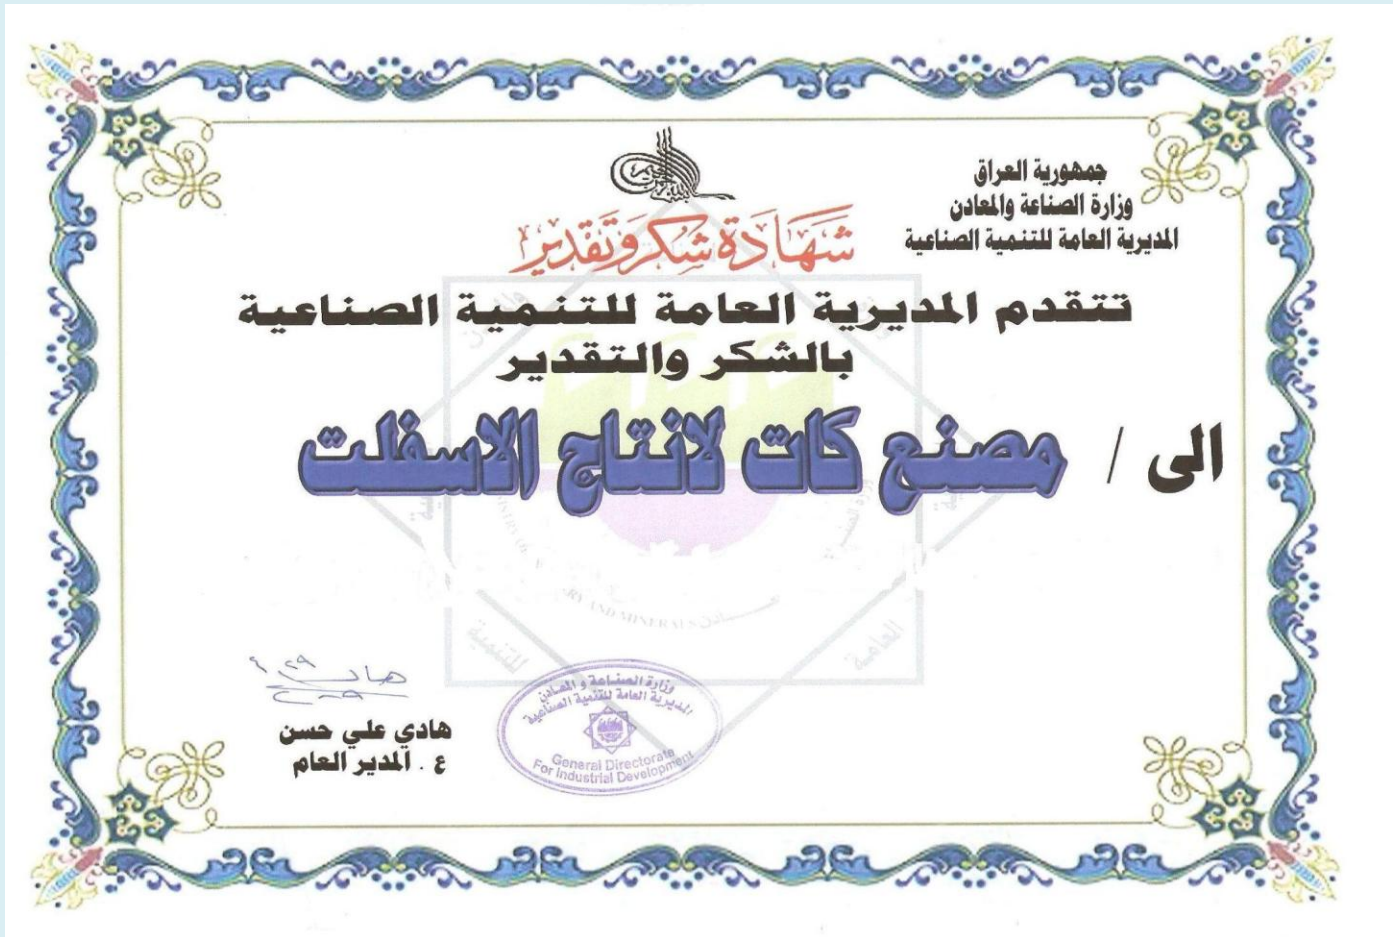 جمهورية العراق
وزارة الصناعة والمعادن
المديرية العامة للتنمية الصناعية
شهادة شكر وتقدير
تتقدم المديرية العامة للتنمية الصناعية
بالشكر والتقدير
الى / مصنع كات لانتاج الاسفلت
هادي علي حسن
ع . المدير العام
وزارة الصناعة و المعادن
المديرية العامة للتنمية الصناعية
General Directorate
For Industrial Development
العامة
للتنمية